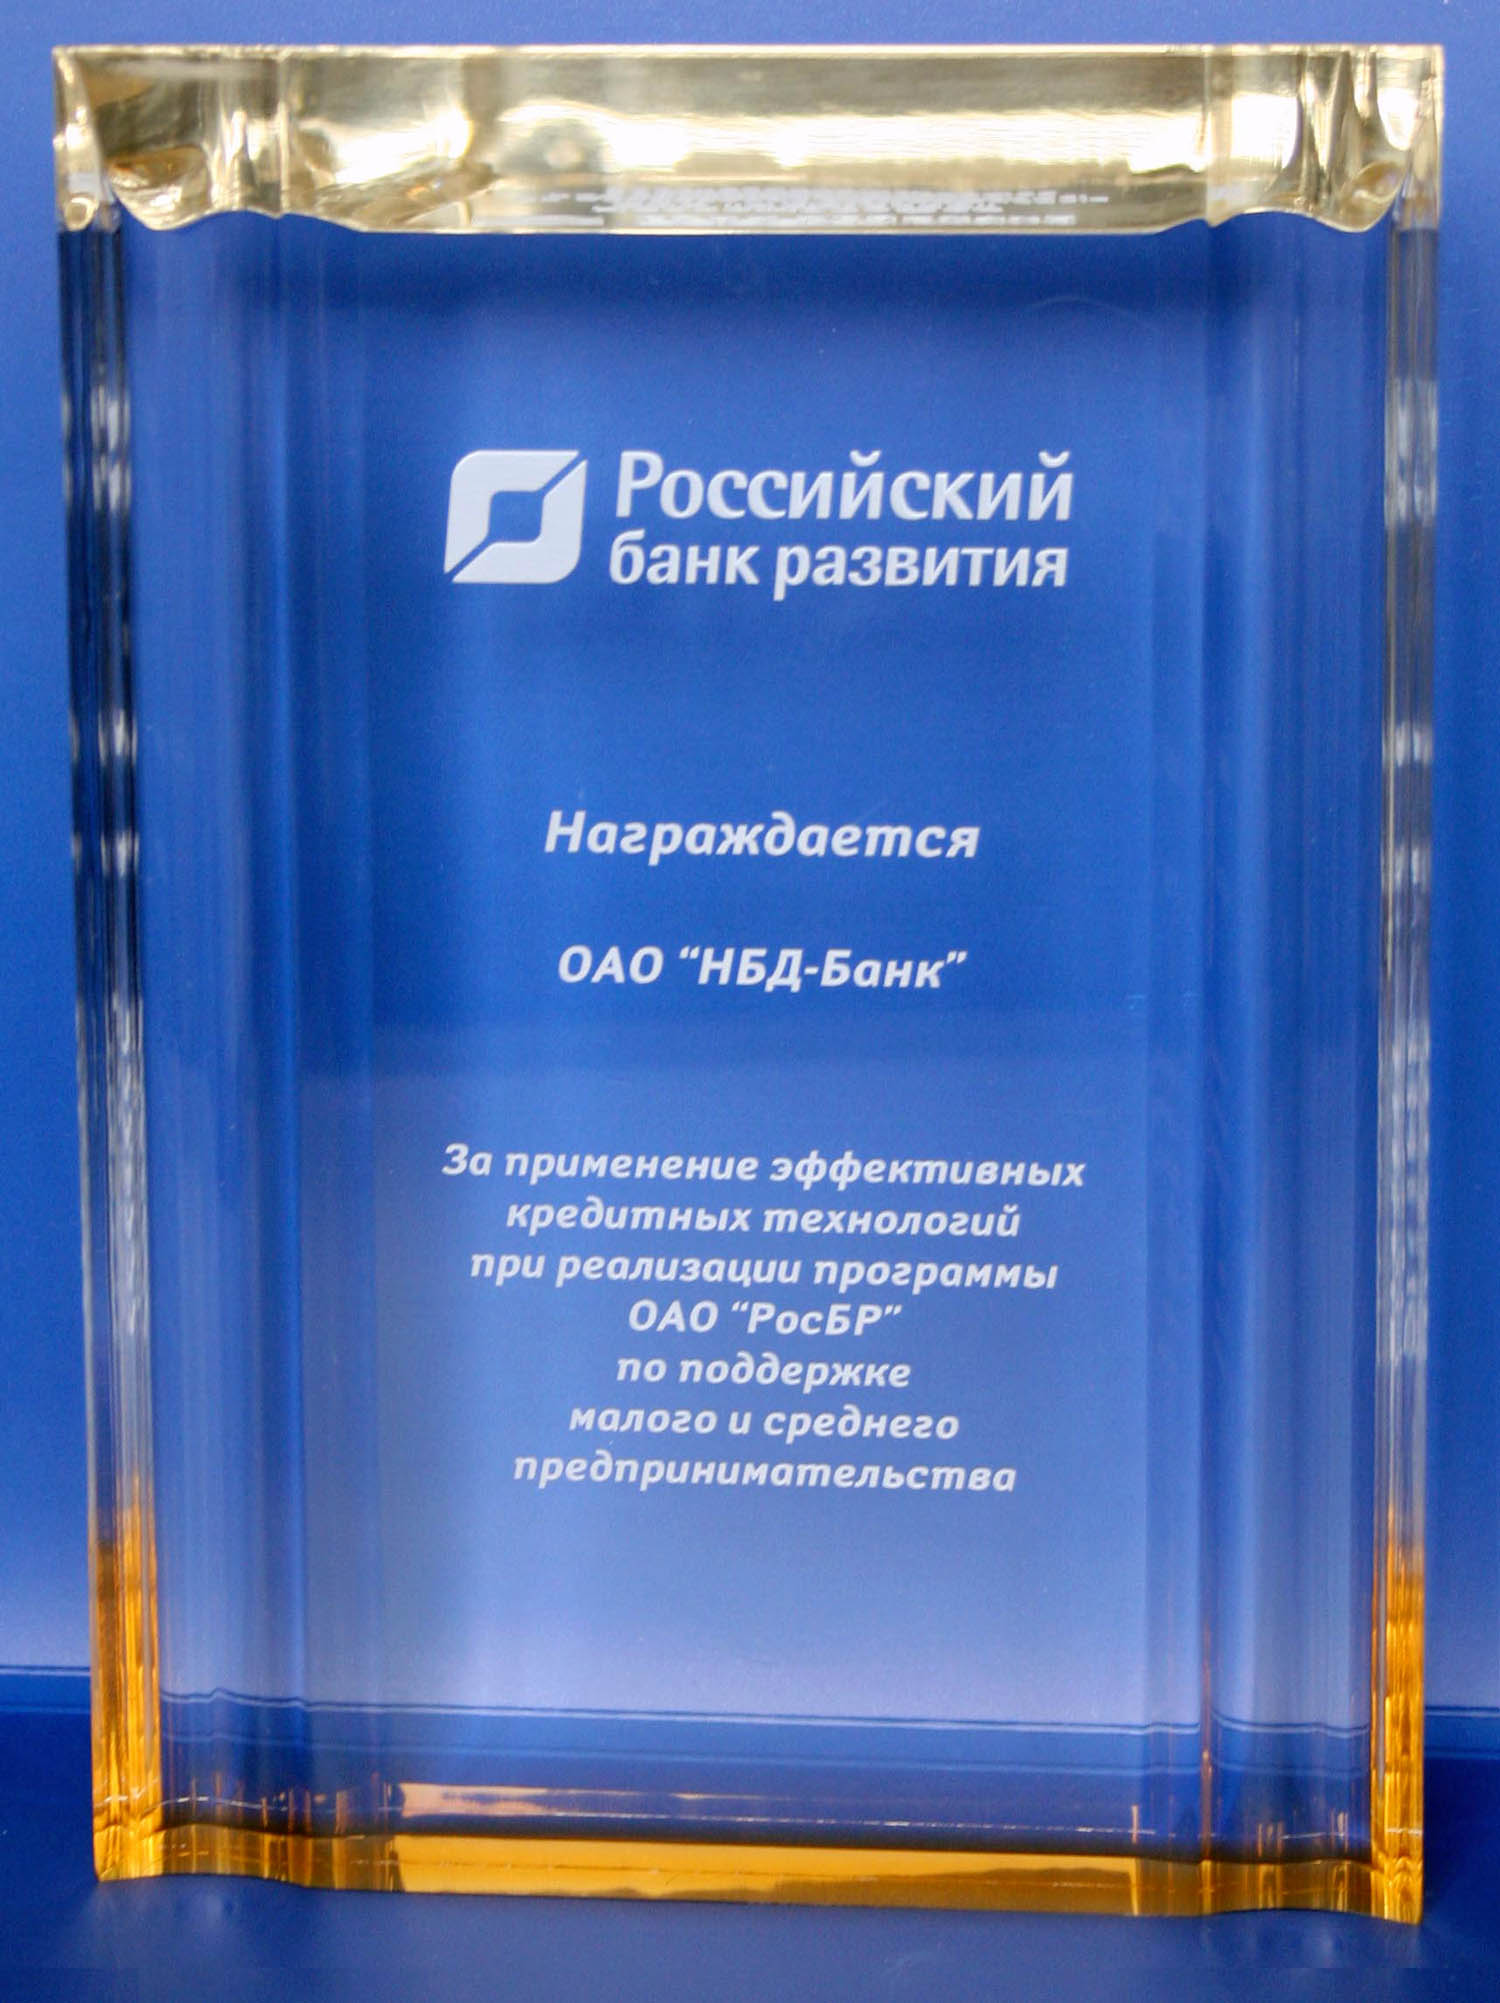 Российский
банк развития
Награждается
ОАО “НБД-Банк”
За применение эффективных
кредитных технологий
при реализации программы
ОАО “РосБР”
по поддержке
малого и среднего
предпринимательства